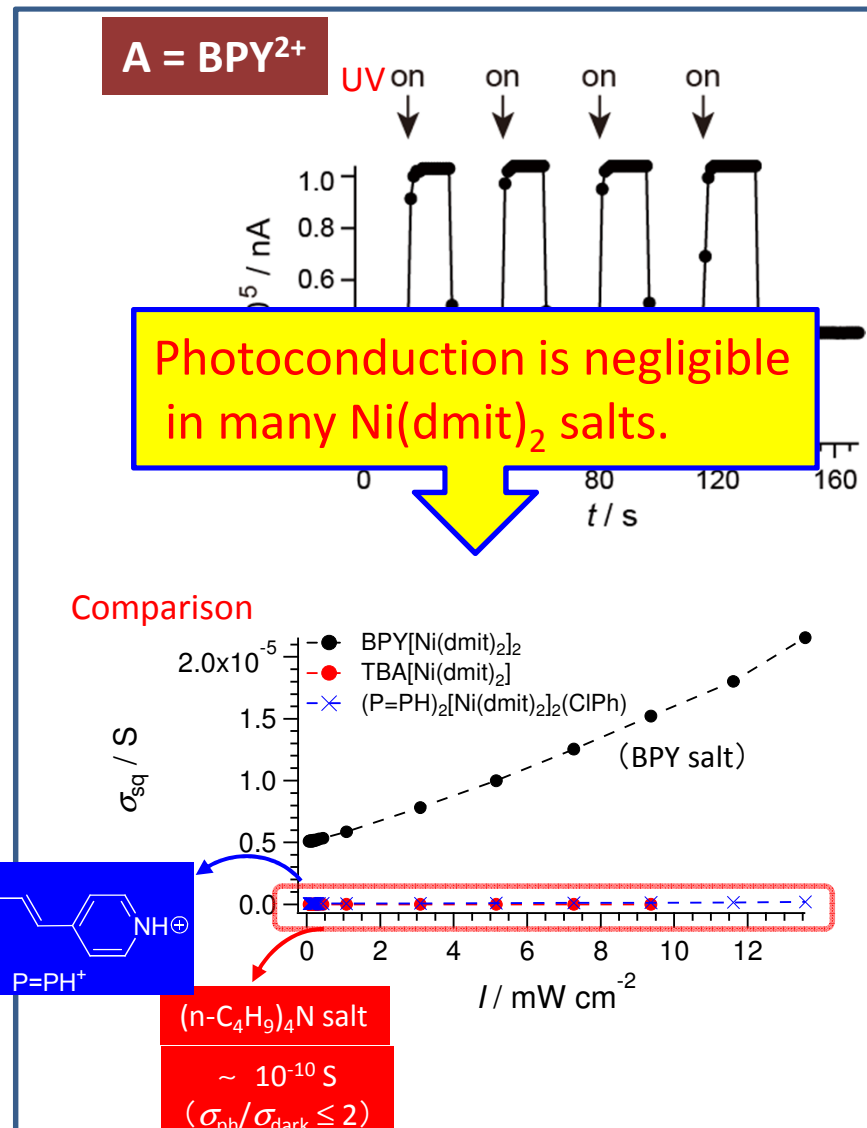 A = BPY²⁺
UV on on on on
1.0
0.8
0.6
⁵ / nA
Photoconduction is negligible
in many Ni(dmit)₂ salts.
0 80 120 160
t / s
Comparison
BPY[Ni(dmit)₂]₂
TBA[Ni(dmit)₂]
(P=PH)₂[Ni(dmit)₂]₂(ClPh)
2.0x10⁻⁵
1.5
1.0
0.5
0.0
σsq / S
(BPY salt)
0 2 4 6 8 10 12
I / mW cm⁻²
NH⊕
P=PH⁺
(n-C₄H₉)₄N salt
~ 10⁻¹⁰ S
(σph/σdark ≤ 2)